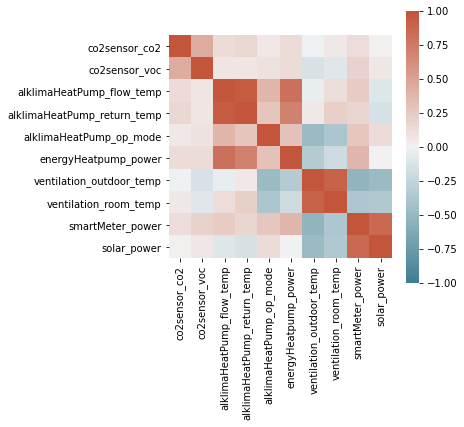 co2sensor_co2
co2sensor_voc
alklimaHeatPump_flow_temp
alklimaHeatPump_return_temp
alklimaHeatPump_op_mode
energyHeatpump_power
ventilation_outdoor_temp
ventilation_room_temp
smartMeter_power
solar_power
co2sensor_co2
co2sensor_voc
alklimaHeatPump_flow_temp
alklimaHeatPump_return_temp
alklimaHeatPump_op_mode
energyHeatpump_power
ventilation_outdoor_temp
ventilation_room_temp
smartMeter_power
solar_power
1.00
0.75
0.50
0.25
0.00
−0.25
−0.50
−0.75
−1.00